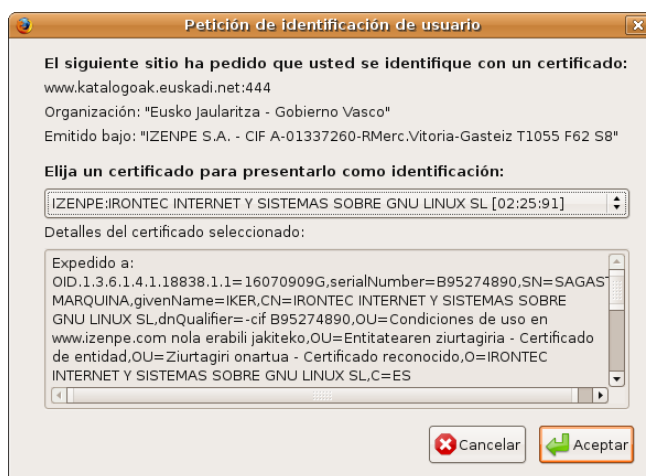 Petición de identificación de usuario
El siguiente sitio ha pedido que usted se identifique con un certificado:
www.katalogoak.euskadi.net:444
Organización: "Eusko Jaularitza - Gobierno Vasco"
Emitido bajo: "IZENPE S.A. - CIF A-01337260-RMerc.Vitoria-Gasteiz T1055 F62 S8"
Elija un certificado para presentarlo como identificación:
IZENPE:IRONTEC INTERNET Y SISTEMAS SOBRE GNU LINUX SL [02:25:91]
Detalles del certificado seleccionado:
Expedido a:
OID.1.3.6.1.4.1.18838.1.1=16070909G,serialNumber=B95274890,SN=SAGAST
MARQUINA,givenName=IKER,CN=IRONTEC INTERNET Y SISTEMAS SOBRE
GNU LINUX SL,dnQualifier=-cif B95274890,OU=Condiciones de uso en
www.izenpe.com nola erabili jakiteko,OU=Entitatearen ziurtagiria - Certificado
de entidad,OU=Ziurtagiri onartua - Certificado reconocido,O=IRONTEC
INTERNET Y SISTEMAS SOBRE GNU LINUX SL,C=ES
Cancelar
Aceptar